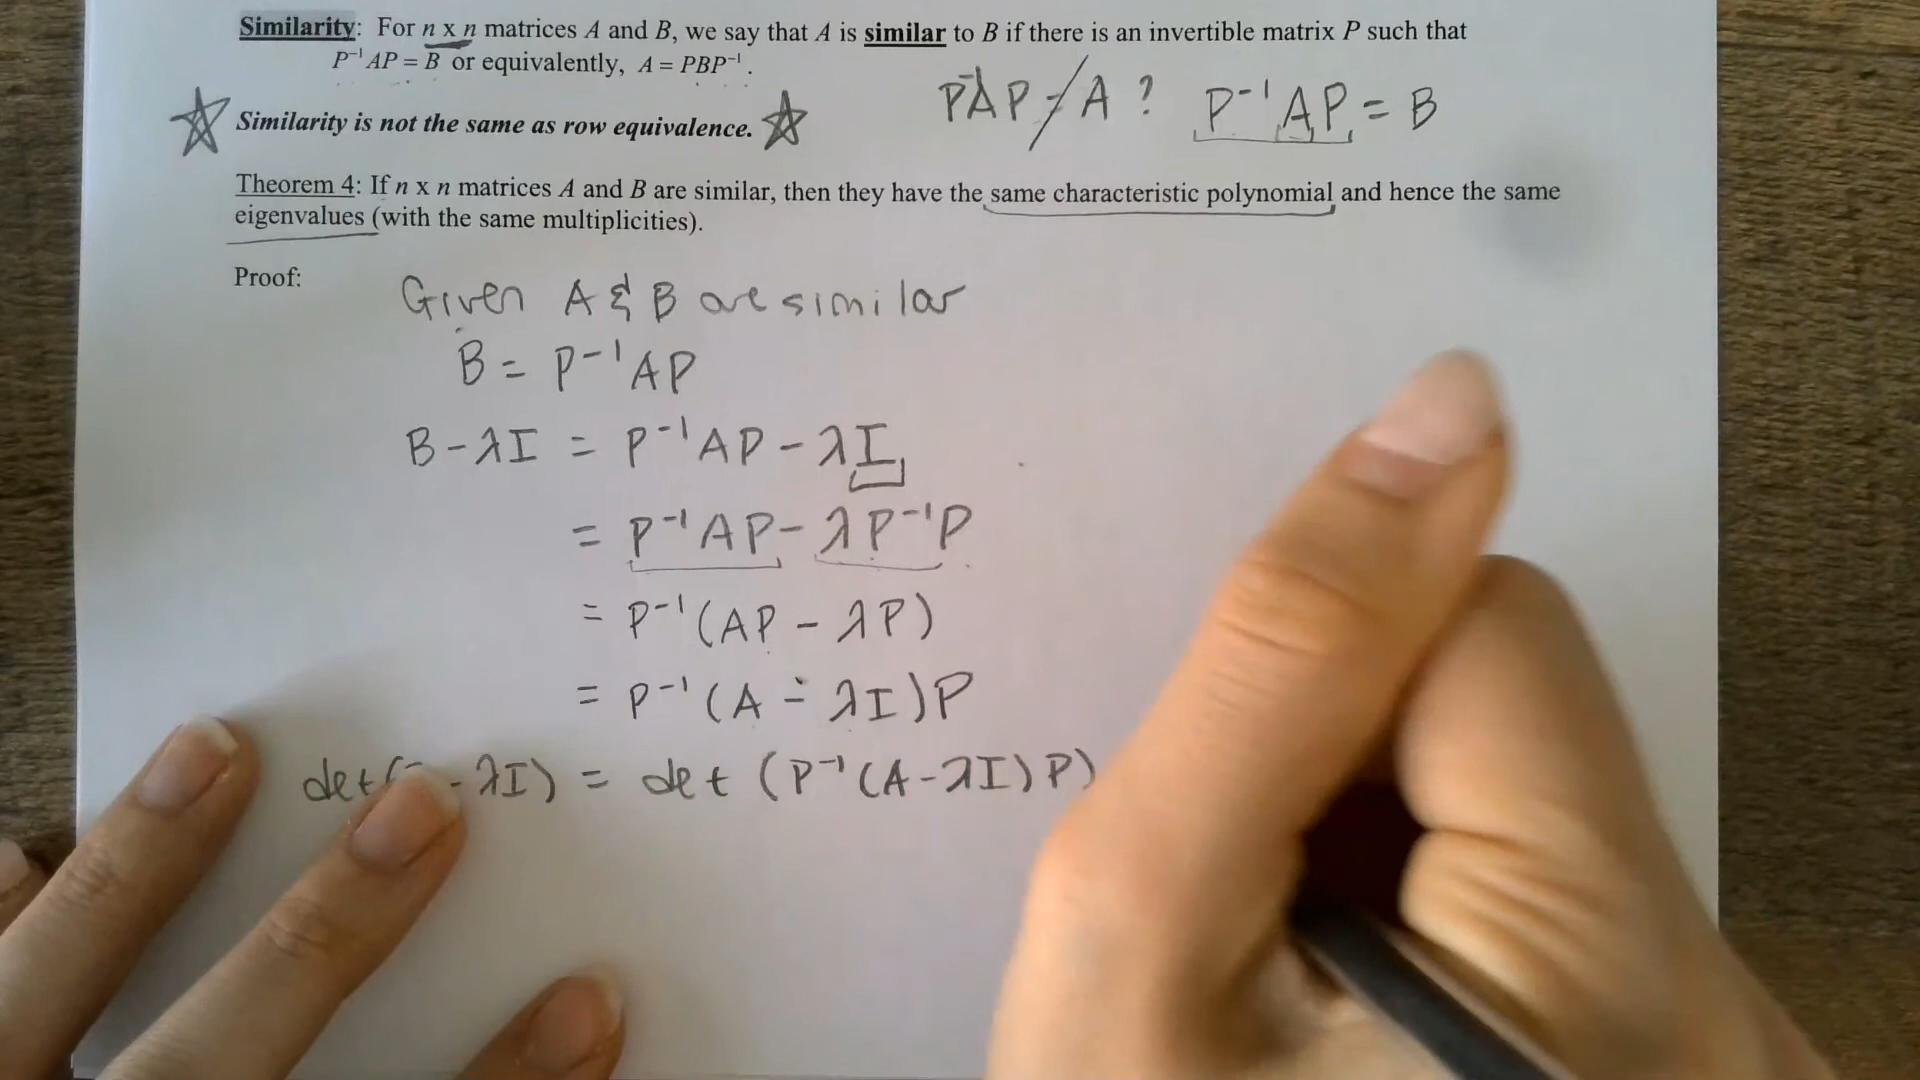 Similarity: For n x n matrices A and B, we say that A is similar to B if there is an invertible matrix P such that
P⁻¹AP = B or equivalently, A = PBP⁻¹.
P⁻¹AP = A ? P⁻¹AP = B
Similarity is not the same as row equivalence.
Theorem 4: If n x n matrices A and B are similar, then they have the same characteristic polynomial and hence the same
eigenvalues (with the same multiplicities).
Proof:
Given A & B are similar
B = P⁻¹AP
B - λI = P⁻¹AP - λI
= P⁻¹AP - λP⁻¹P
= P⁻¹(AP - λP)
= P⁻¹(A - λI)P
det( - λI) = det (P⁻¹(A - λI)P)